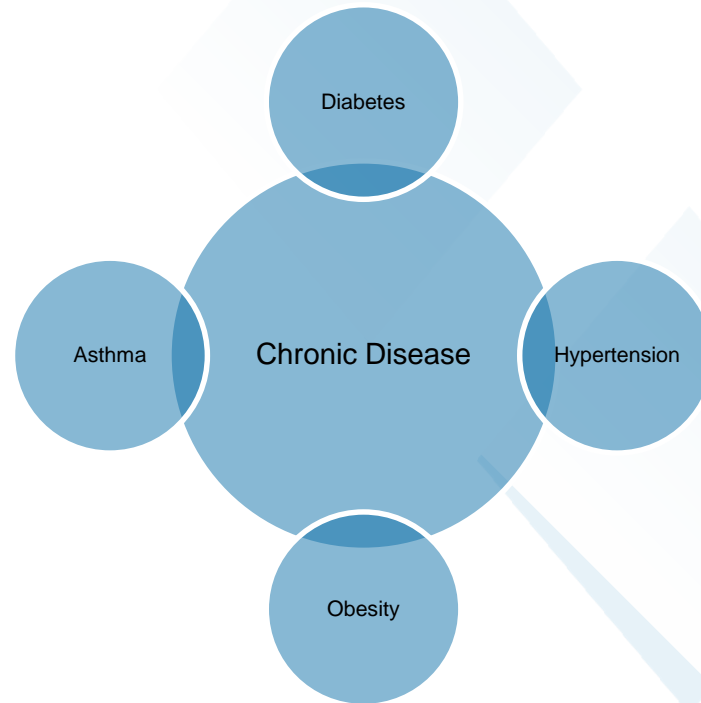 Diabetes
Asthma
Chronic Disease
Hypertension
Obesity